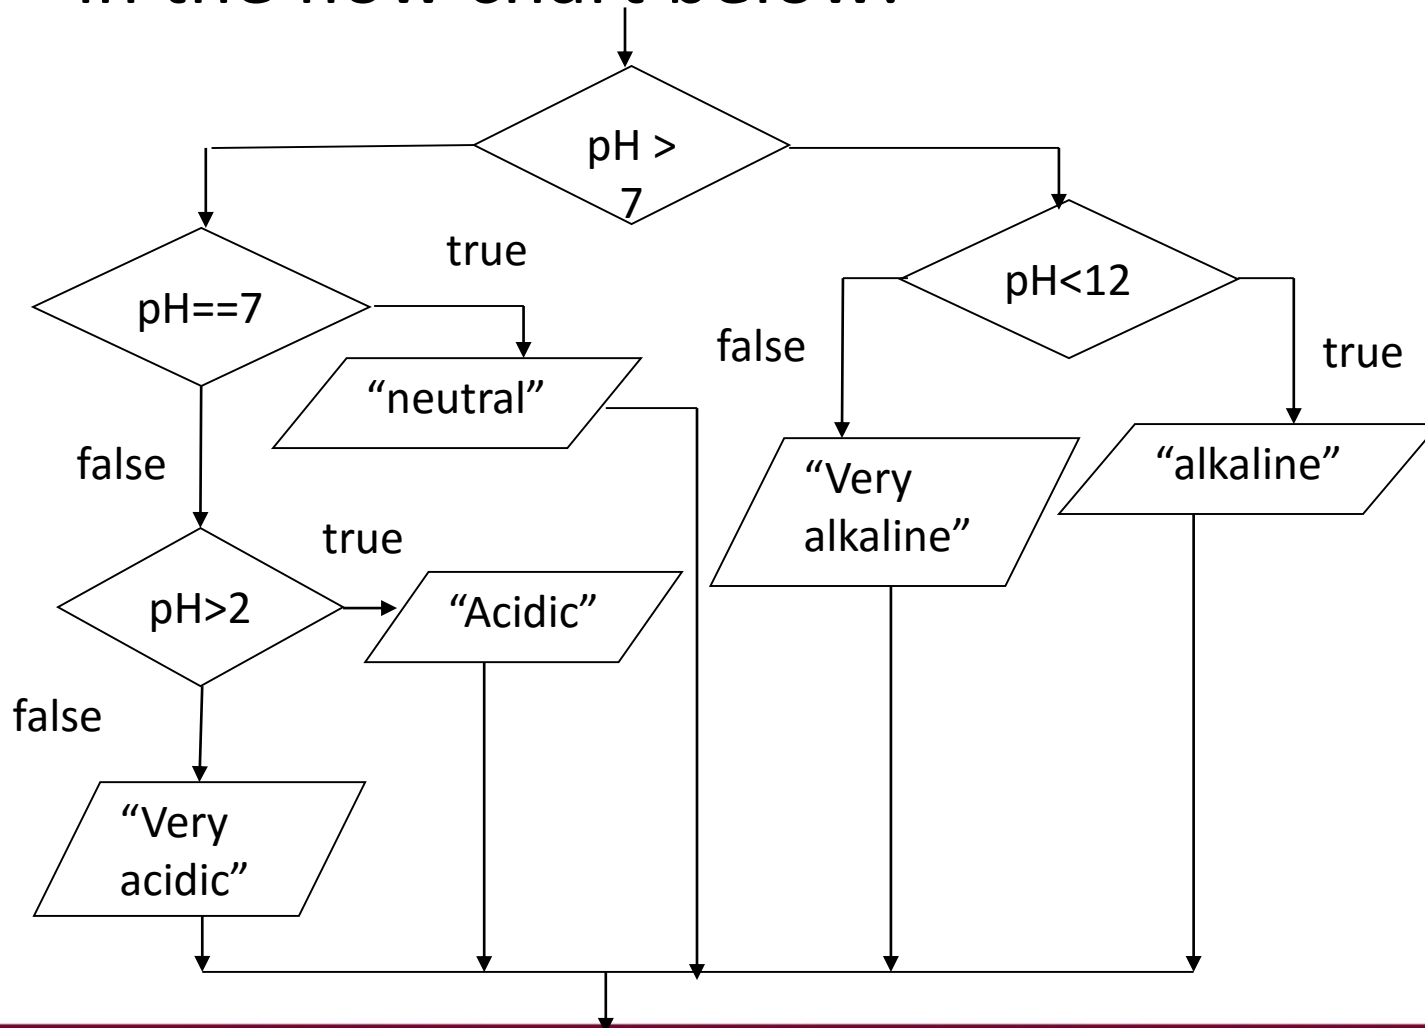 in the flow chart below:
pH >
7
true
pH==7
pH<12
false
true
“neutral”
false
“Very
alkaline”
“alkaline”
true
pH>2
“Acidic”
false
“Very
acidic”